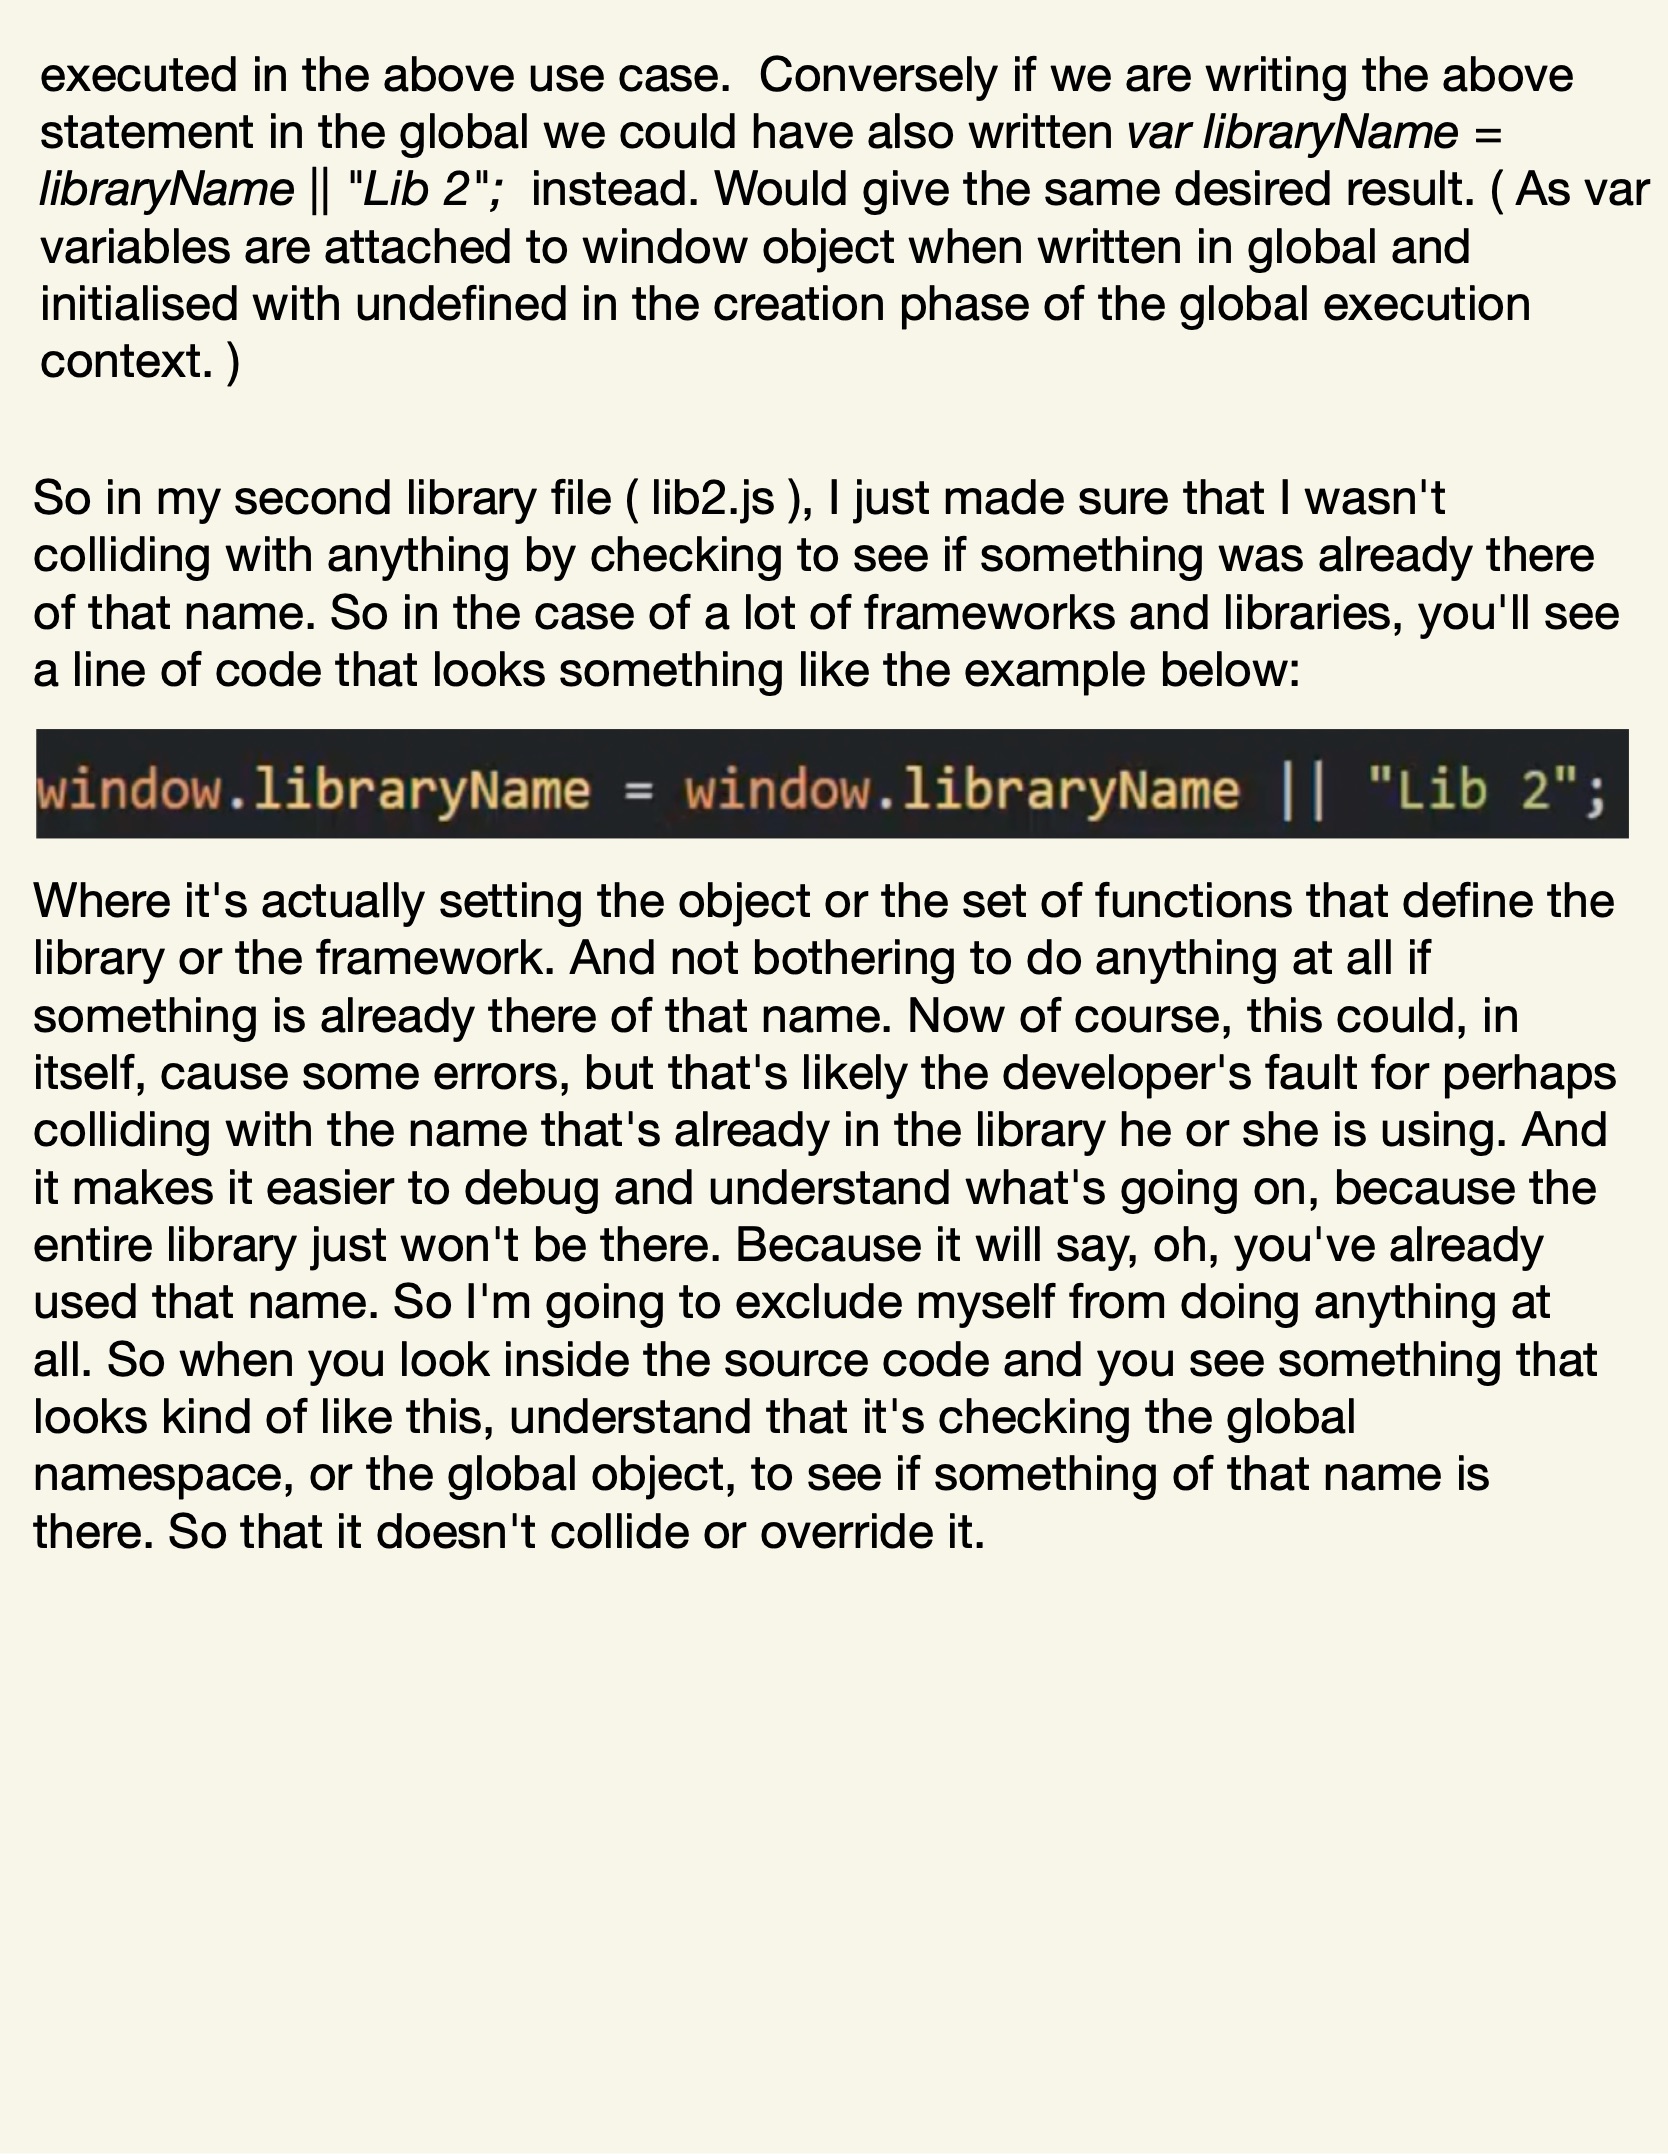 executed in the above use case.  Conversely if we are writing the above
statement in the global we could have also written var libraryName =
libraryName || "Lib 2";  instead. Would give the same desired result. ( As var
variables are attached to window object when written in global and
initialised with undefined in the creation phase of the global execution
context. )
So in my second library file ( lib2.js ), I just made sure that I wasn't
colliding with anything by checking to see if something was already there
of that name. So in the case of a lot of frameworks and libraries, you'll see
a line of code that looks something like the example below:
window.libraryName = window.libraryName || "Lib 2";
Where it's actually setting the object or the set of functions that define the
library or the framework. And not bothering to do anything at all if
something is already there of that name. Now of course, this could, in
itself, cause some errors, but that's likely the developer's fault for perhaps
colliding with the name that's already in the library he or she is using. And
it makes it easier to debug and understand what's going on, because the
entire library just won't be there. Because it will say, oh, you've already
used that name. So I'm going to exclude myself from doing anything at
all. So when you look inside the source code and you see something that
looks kind of like this, understand that it's checking the global
namespace, or the global object, to see if something of that name is
there. So that it doesn't collide or override it.